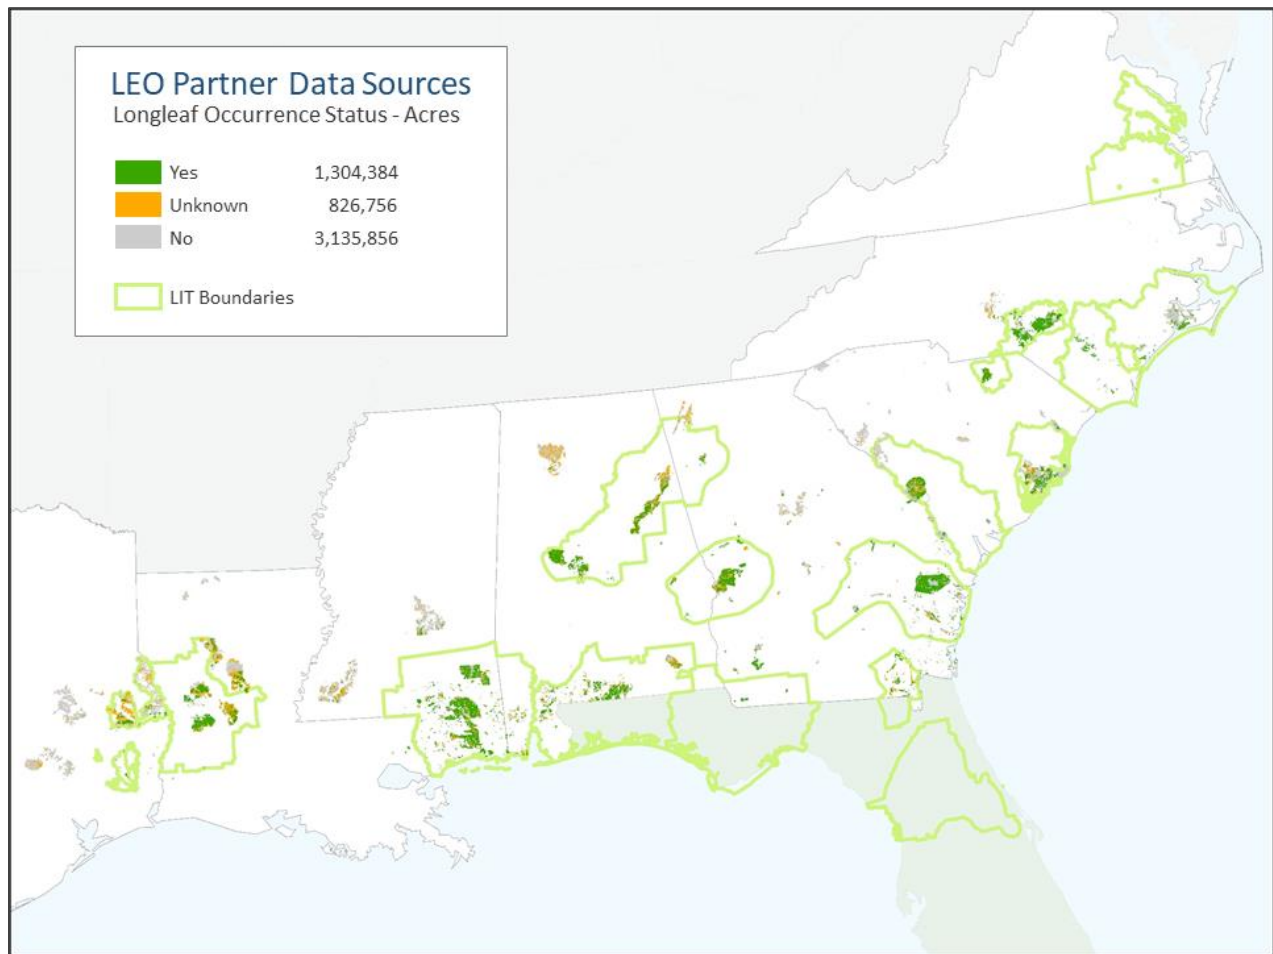 LEO Partner Data Sources
Longleaf Occurrence Status - Acres
Yes 1,304,384
Unknown 826,756
No 3,135,856
LIT Boundaries